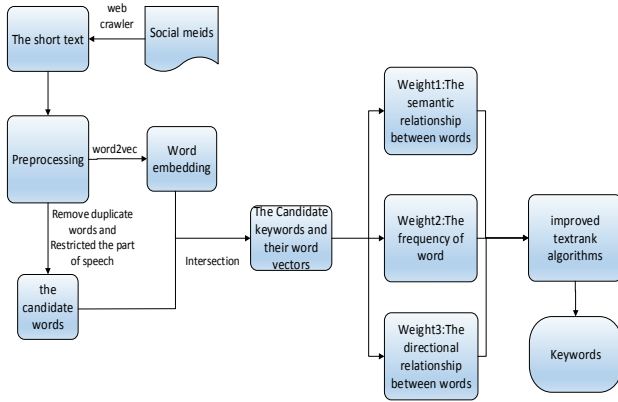 web
crawler
The short text
Social meids
Preprocessing
word2vec
Word
embedding
Remove duplicate
words and
Restricted the part
of speech
the
candidate
words
Intersection
The Candidate
keywords and
their word
vectors
Weight1:The
semantic
relationship
between words
Weight2:The
frequency of
word
Weight3:The
directional
relationship
between words
improved
textrank
algorithms
Keywords